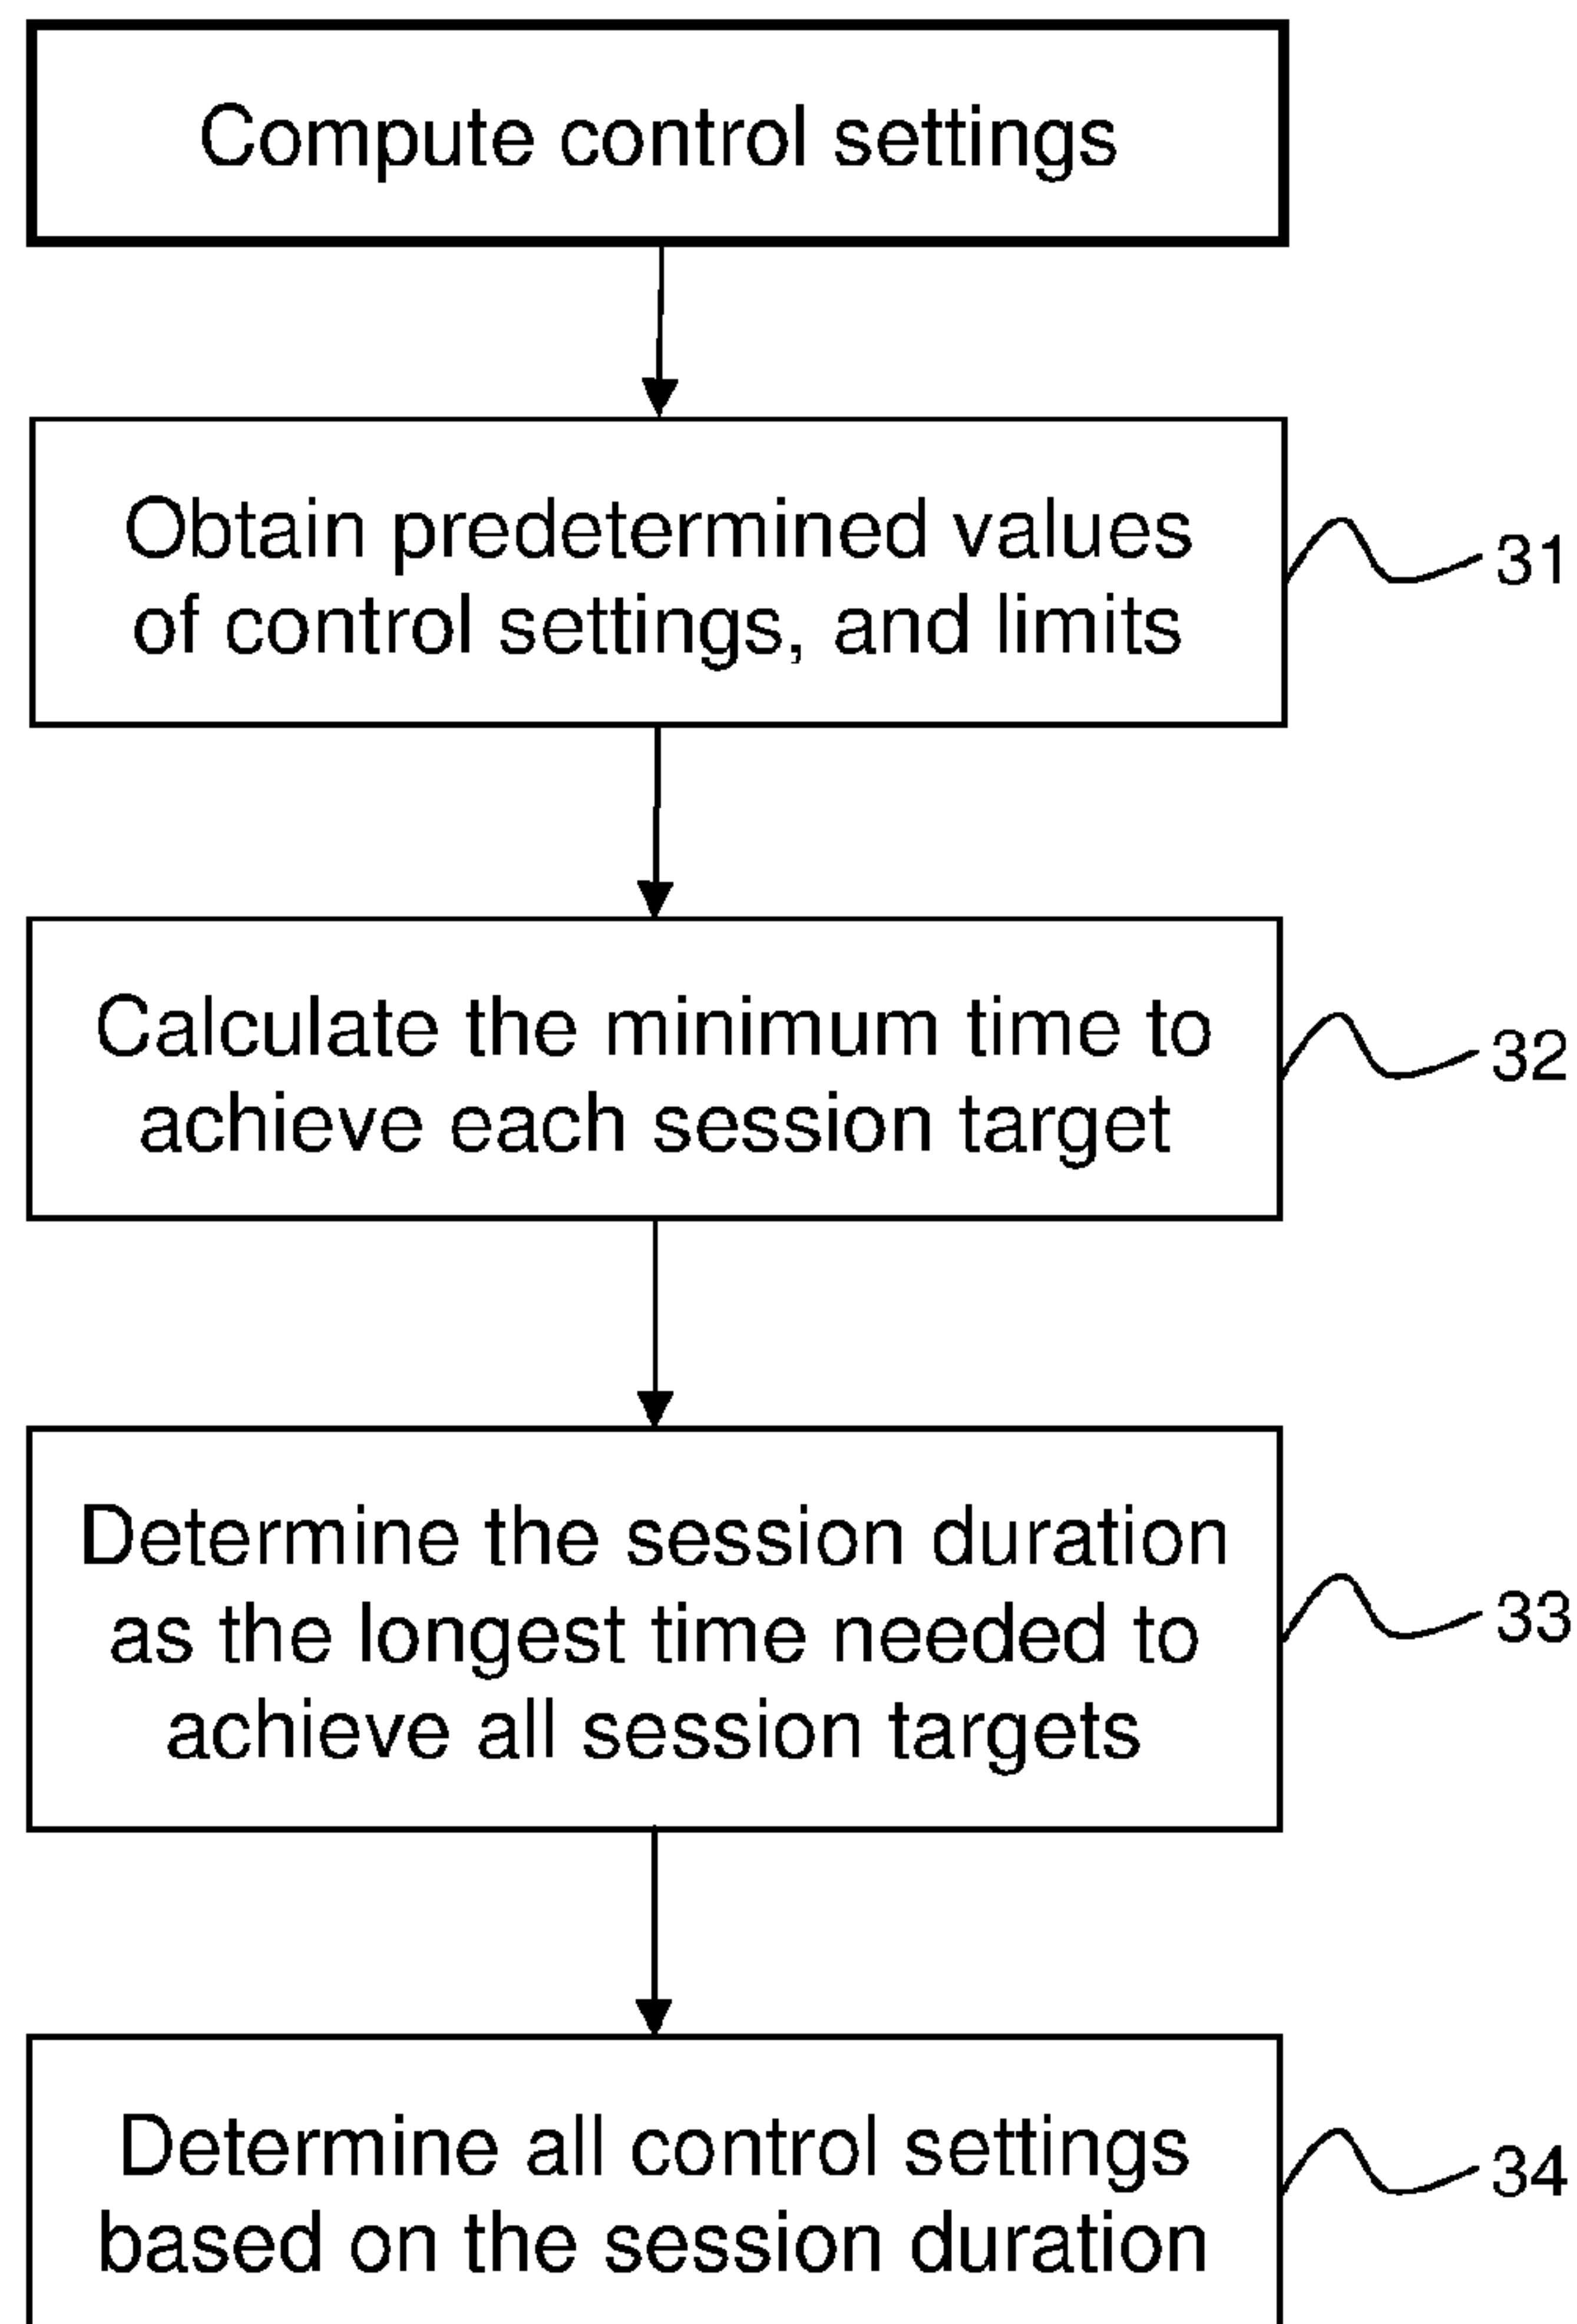 Compute control settings
Obtain predetermined values
of control settings, and limits
31
Calculate the minimum time to
achieve each session target
32
Determine the session duration
as the longest time needed to
achieve all session targets
33
Determine all control settings
based on the session duration
34